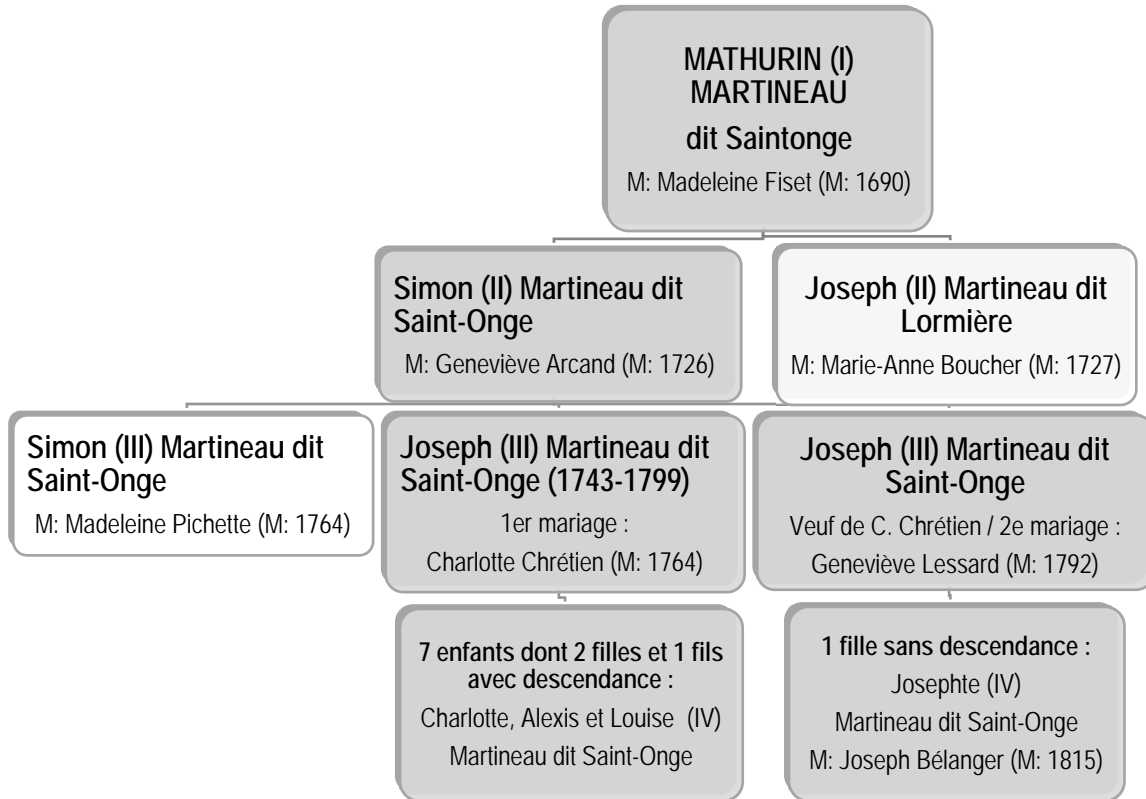 MATHURIN (I)
MARTINEAU
dit Saintonge
M: Madeleine Fiset (M: 1690)
Simon (II) Martineau dit
Saint-Onge
M: Geneviève Arcand (M: 1726)
Joseph (II) Martineau dit
Lormière
M: Marie-Anne Boucher (M: 1727)
Simon (III) Martineau dit
Saint-Onge
M: Madeleine Pichette (M: 1764)
Joseph (III) Martineau dit
Saint-Onge (1743-1799)
1er mariage :
Charlotte Chrétien (M: 1764)
Joseph (III) Martineau dit
Saint-Onge
Veuf de C. Chrétien / 2e mariage :
Geneviève Lessard (M: 1792)
7 enfants dont 2 filles et 1 fils
avec descendance :
Charlotte, Alexis et Louise (IV)
Martineau dit Saint-Onge
1 fille sans descendance :
Josephte (IV)
Martineau dit Saint-Onge
M: Joseph Bélanger (M: 1815)